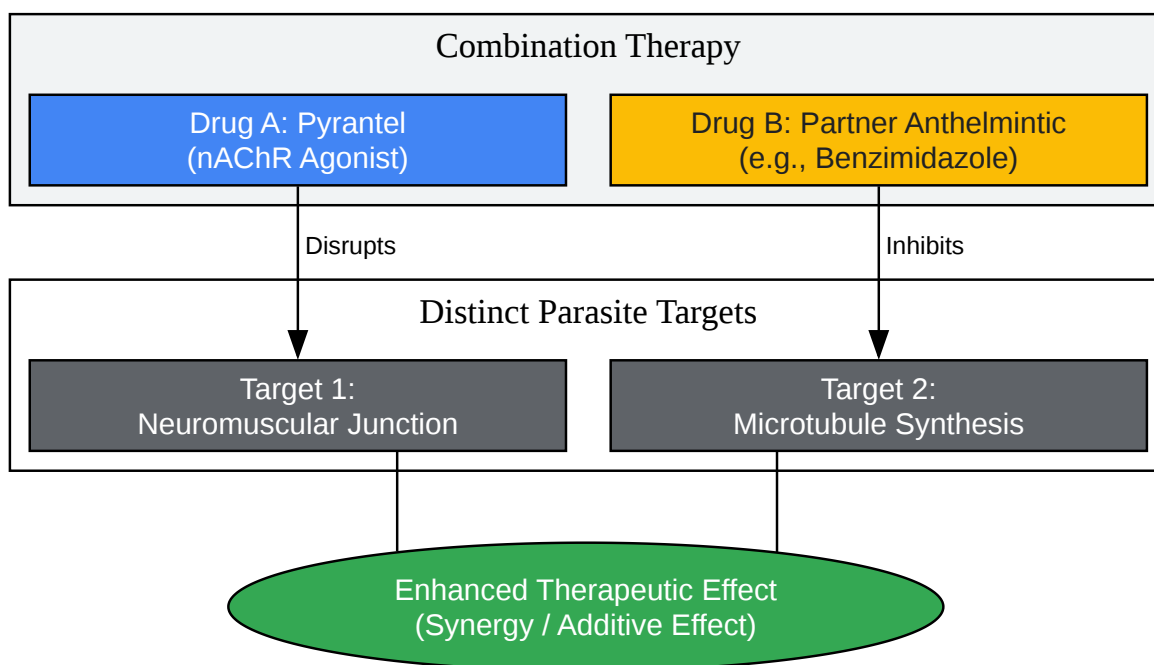 Combination Therapy
Drug A: Pyrantel
(nAChR Agonist)
Drug B: Partner Anthelmintic
(e.g., Benzimidazole)
Disrupts
Inhibits
Distinct Parasite Targets
Target 1:
Neuromuscular Junction
Target 2:
Microtubule Synthesis
Enhanced Therapeutic Effect
(Synergy / Additive Effect)